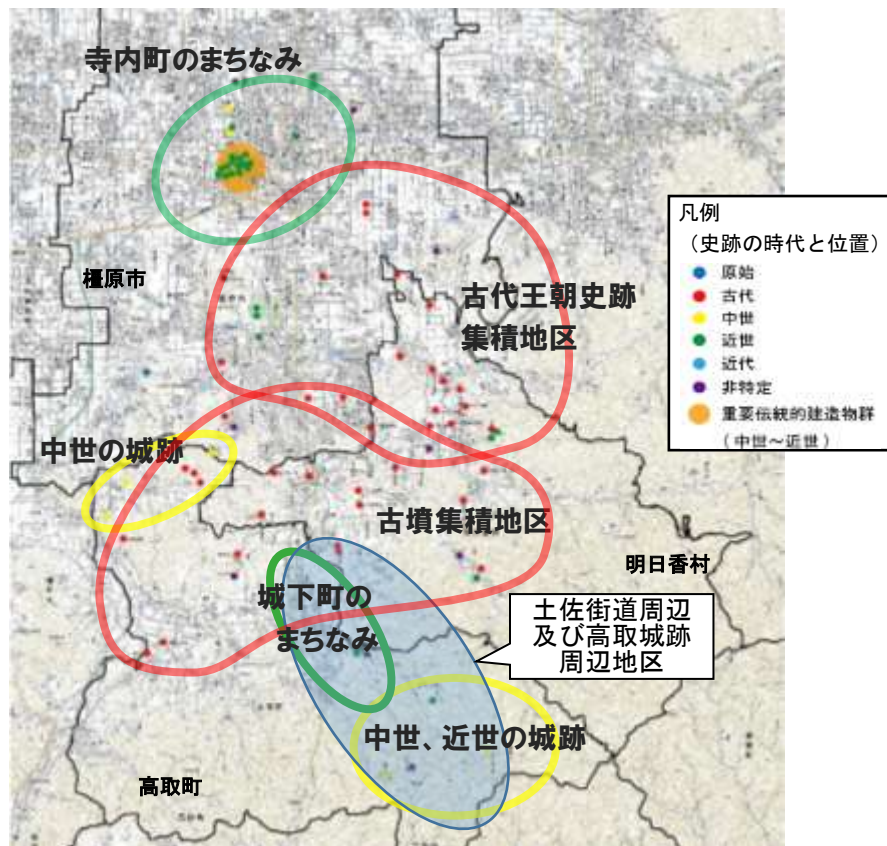 寺内町のまちなみ
橿原市
古代王朝史跡
集積地区
中世の城跡
古墳集積地区
明日香村
城下町の
まちなみ
土佐街道周辺
及び高取城跡
周辺地区
中世、近世の城跡
高取町
凡例
(史跡の時代と位置)
原始
古代
中世
近世
近代
非特定
重要伝統的建造物群
(中世～近世)